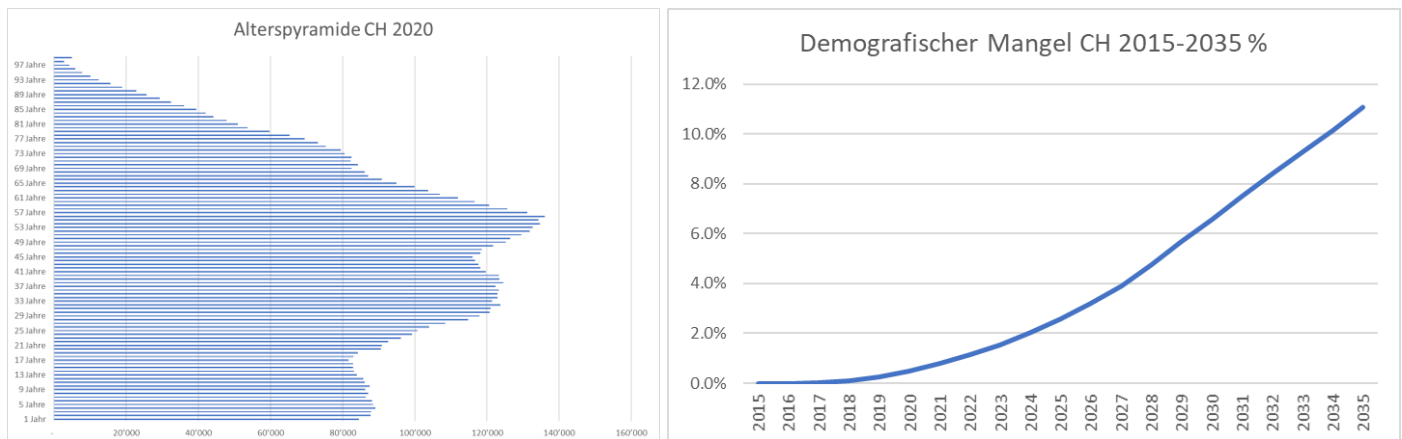 Alterspyramide CH 2020
97 Jahre
93 Jahre
89 Jahre
85 Jahre
81 Jahre
77 Jahre
73 Jahre
69 Jahre
65 Jahre
61 Jahre
57 Jahre
53 Jahre
49 Jahre
45 Jahre
41 Jahre
37 Jahre
33 Jahre
29 Jahre
25 Jahre
21 Jahre
17 Jahre
13 Jahre
9 Jahre
5 Jahre
1 Jahr
- 20'000 40'000 60'000 80'000 100'000 120'000 140'000 160'000
Demografischer Mangel CH 2015-2035 %
12.0%
10.0%
8.0%
6.0%
4.0%
2.0%
0.0%
2015 2016 2017 2018 2019 2020 2021 2022 2023 2024 2025 2026 2027 2028 2029 2030 2031 2032 2033 2034 2035